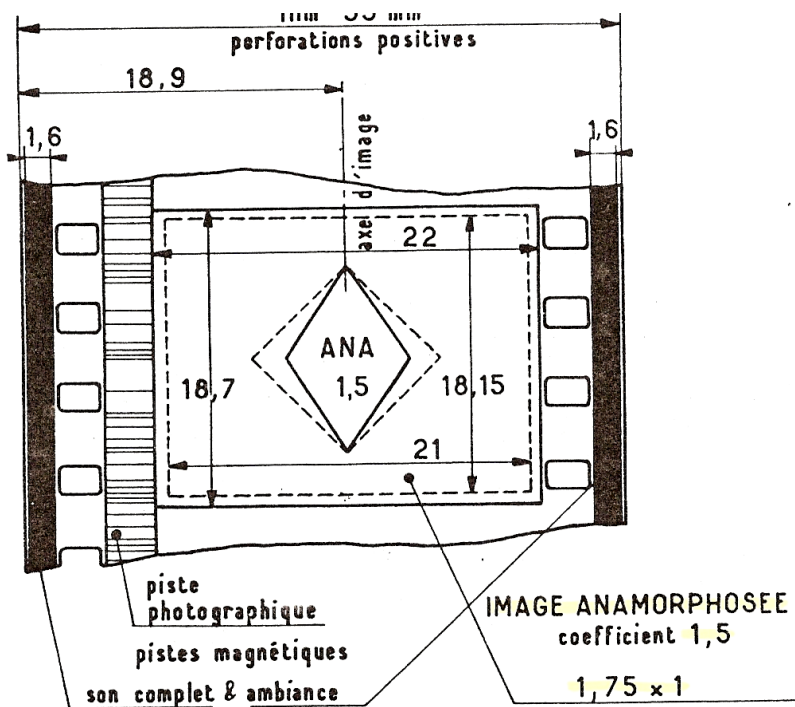 perforations positives
18,9
1,6
1,6
axe d'image
22
ANA
1,5
18,7
18,15
21
piste
photographique
pistes magnétiques
son complet & ambiance
IMAGE ANAMORPHOSEE
coefficient 1,5
1,75 x 1